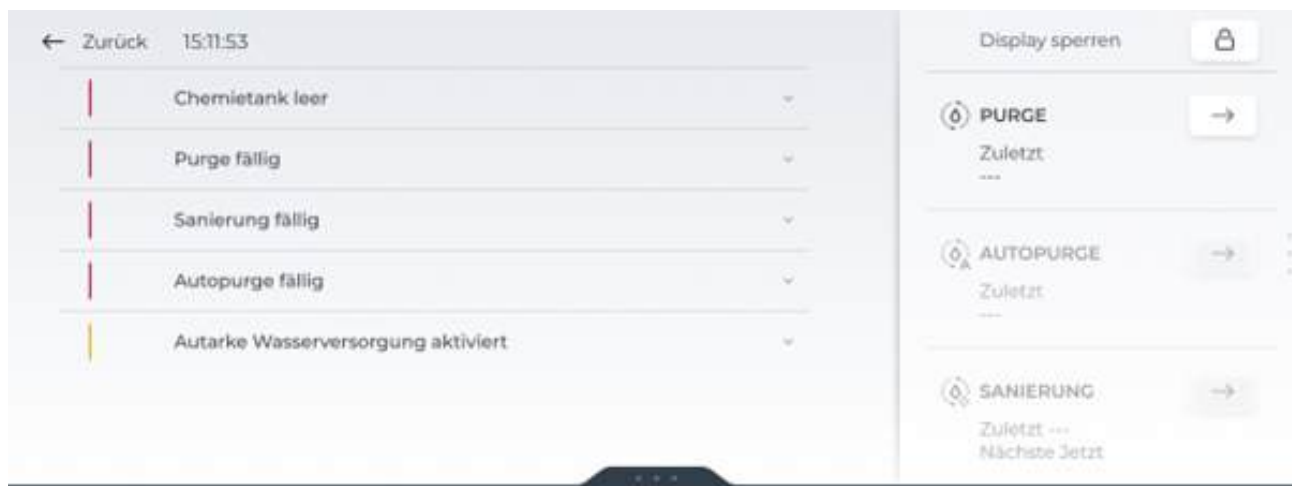 ← Zurück 15:11:53
Chemietank leer
Purge fällig
Sanierung fällig
Autopurge fällig
Autarke Wasserversorgung aktiviert
Display sperren
PURGE
Zuletzt
---
AUTOPURGE
Zuletzt
---
SANIERUNG
Zuletzt ---
Nächste Jetzt